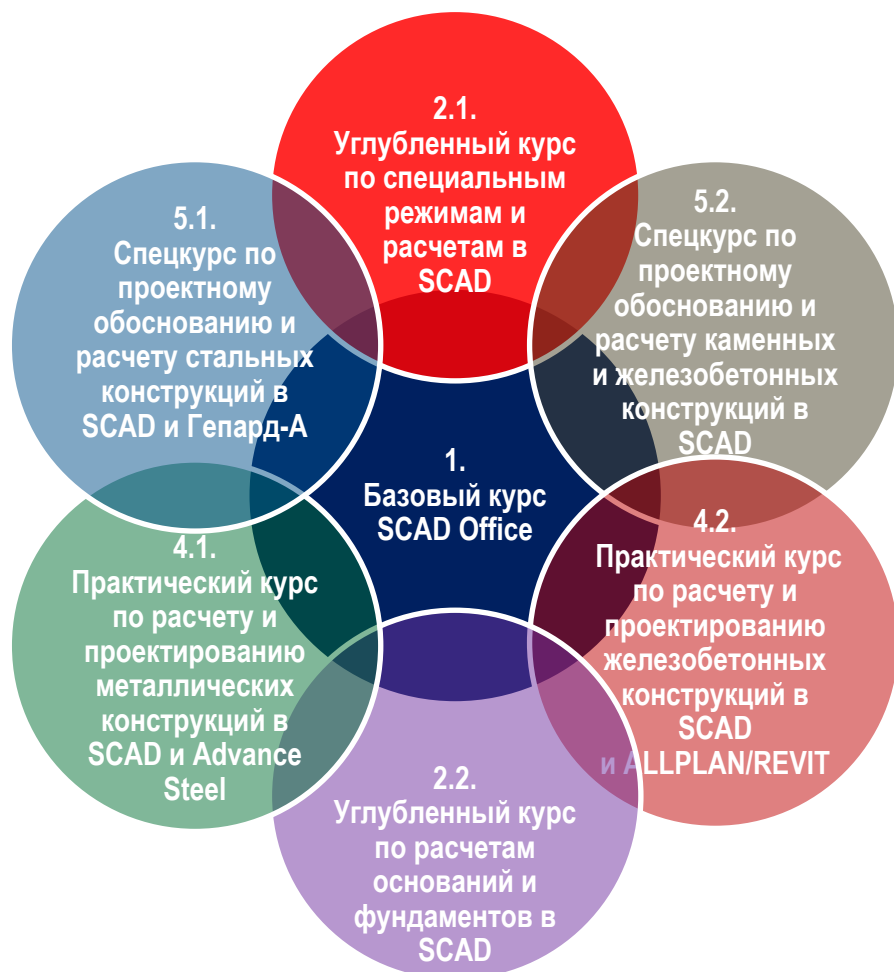 2.1.
Углубленный курс
по специальным
режимам и
расчетам в
SCAD
5.1.
Спецкурс по
проектному
обоснованию и
расчету стальных
конструкций в
SCAD и Гепард-А
5.2.
Спецкурс по
проектному
обоснованию и
расчету каменных
и железобетонных
конструкций в
SCAD
1.
Базовый курс
SCAD Office
4.1.
Практический курс
по расчету и
проектированию
металлических
конструкций в
SCAD и Advance
Steel
4.2.
Практический курс
по расчету и
проектированию
железобетонных
конструкций в
SCAD
и ALLPLAN/REVIT
2.2.
Углубленный курс
по расчетам
оснований и
фундаментов в
SCAD